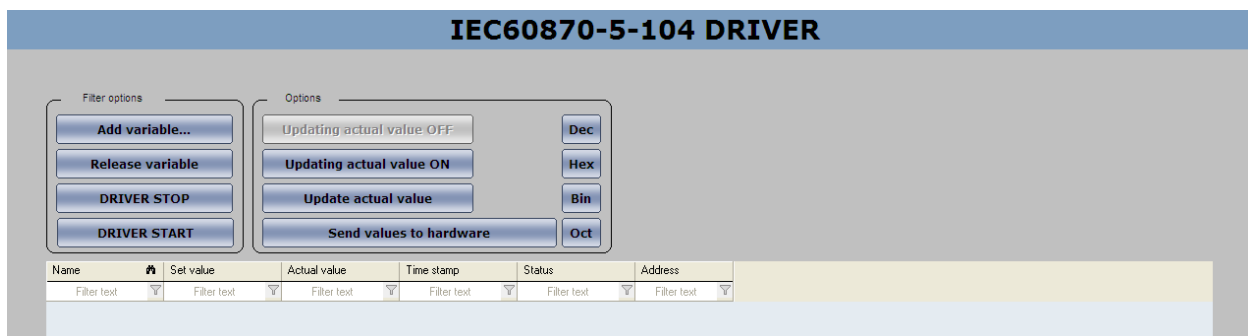 IEC60870-5-104 DRIVER
Filter options
Options
Add variable...
Updating actual value OFF
Dec
Release variable
Updating actual value ON
Hex
DRIVER STOP
Update actual value
Bin
DRIVER START
Send values to hardware
Oct
Name Set value Actual value Time stamp Status Address
Filter text Filter text Filter text Filter text Filter text Filter text